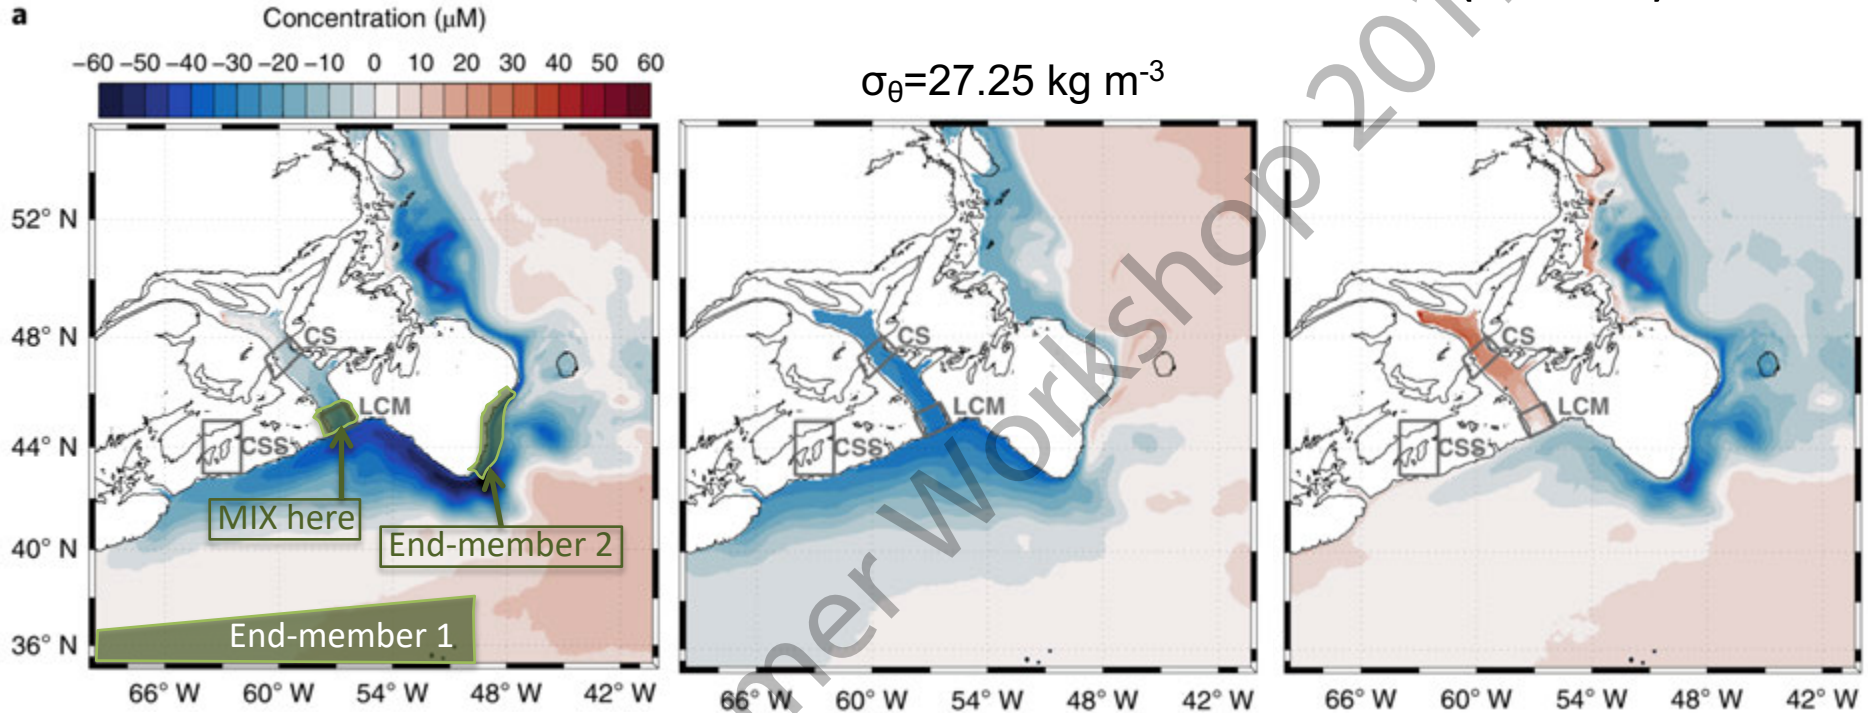 a
Concentration (μM)
−60 −50 −40 −30 −20 −10 0 10 20 30 40 50 60
σθ=27.25 kg m-3
52° N
48° N
44° N
40° N
36° N
CS
LCM
CSS
MIX here
End-member 2
End-member 1
66° W 60° W 54° W 48° W 42° W
CS
LCM
CSS
66° W 60° W 54° W 48° W 42° W
CS
LCM
CSS
66° W 60° W 54° W 48° W 42° W
mer Workshop 201